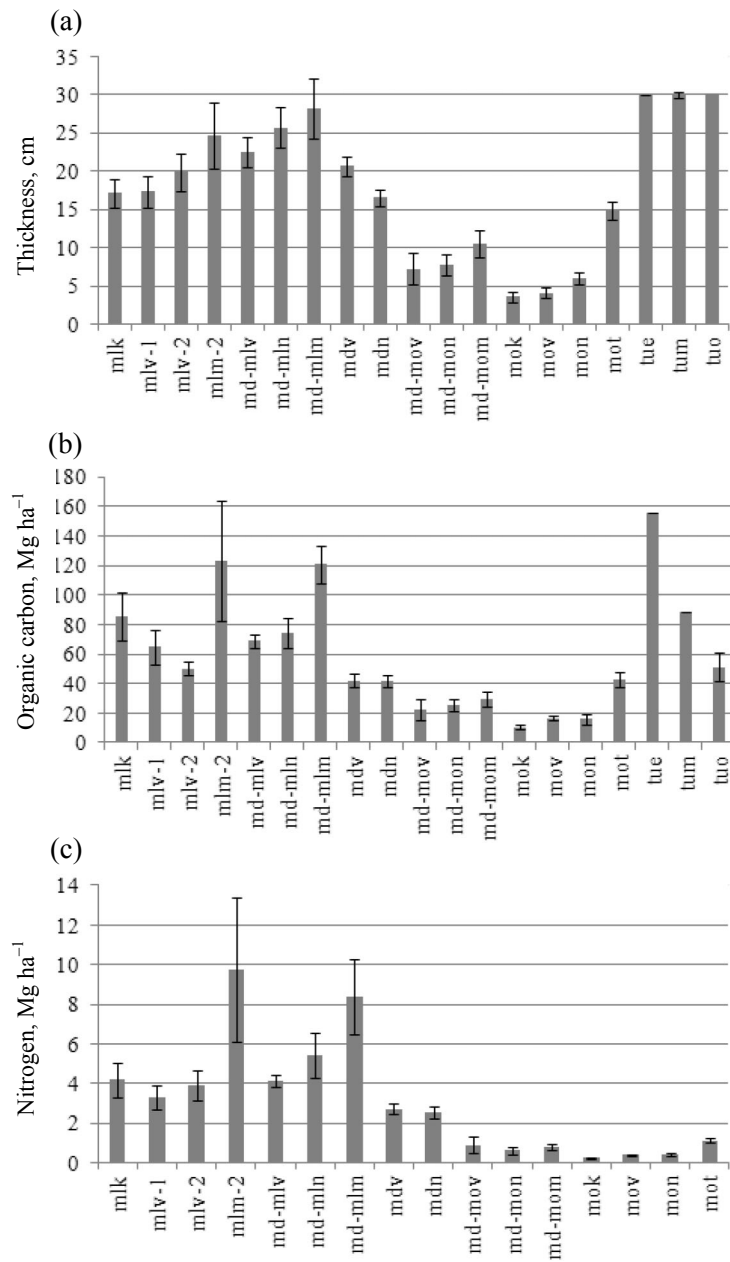 (a)
Thickness, cm
35
30
25
20
15
10
5
0
mlk mlv-1 mlv-2 mlm-2 md-mlv md-mln md-mlm mdv mdn md-mov md-mon md-mom mok mov mon mot tue tum tuo
(b)
Organic carbon, Mg ha⁻¹
180
160
140
120
100
80
60
40
20
0
mlk mlv-1 mlv-2 mlm-2 md-mlv md-mln md-mlm mdv mdn md-mov md-mon md-mom mok mov mon mot tue tum tuo
(c)
Nitrogen, Mg ha⁻¹
14
12
10
8
6
4
2
0
mlk mlv-1 mlv-2 mlm-2 md-mlv md-mln md-mlm mdv mdn md-mov md-mon md-mom mok mov mon mot